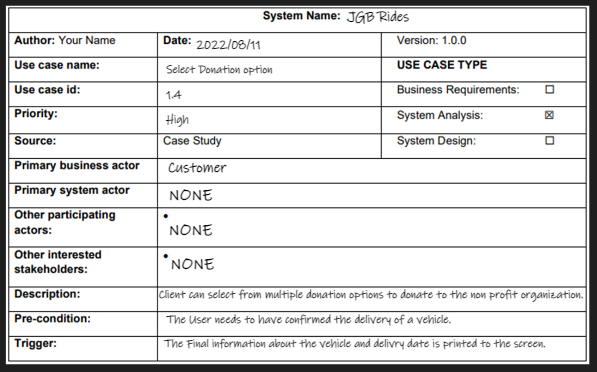 System Name: JGB Rides
Author: Your Name Date: 2022/08/11 Version: 1.0.0
Use case name: Select Donation option USE CASE TYPE
Use case id: 1.4 Business Requirements: ☐
Priority: High System Analysis: ☒
Source: Case Study System Design: ☐
Primary business actor Customer
Primary system actor NONE
Other participating
actors:
• NONE
Other interested
stakeholders:
• NONE
Description: Client can select from multiple donation options to donate to the non profit organization.
Pre-condition: The User needs to have confirmed the delivery of a vehicle.
Trigger: The Final information about the vehicle and delivry date is printed to the screen.